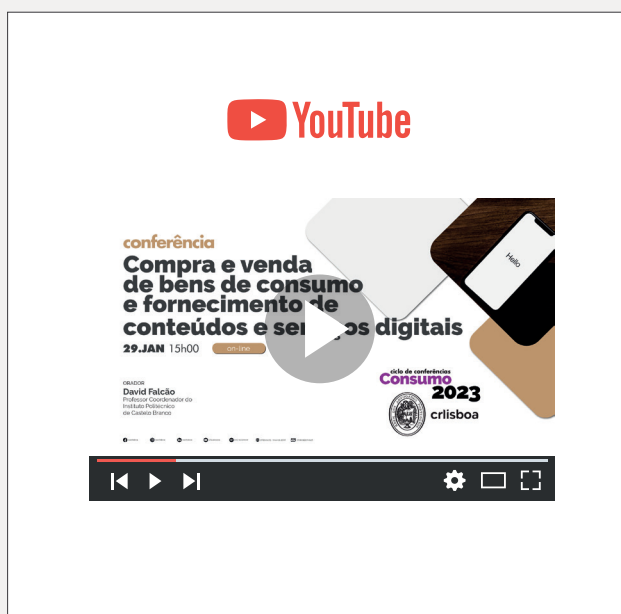 YouTube
conferência
Compra e venda
de bens de consumo
e fornecimento de
conteúdos e serviços digitais
29.JAN 15h00 on-line
Hello
ORADOR
David Falcão
Professor Coordenador do
Instituto Politécnico
de Castelo Branco
ciclo de conferências
Consumo
2023
crlisboa